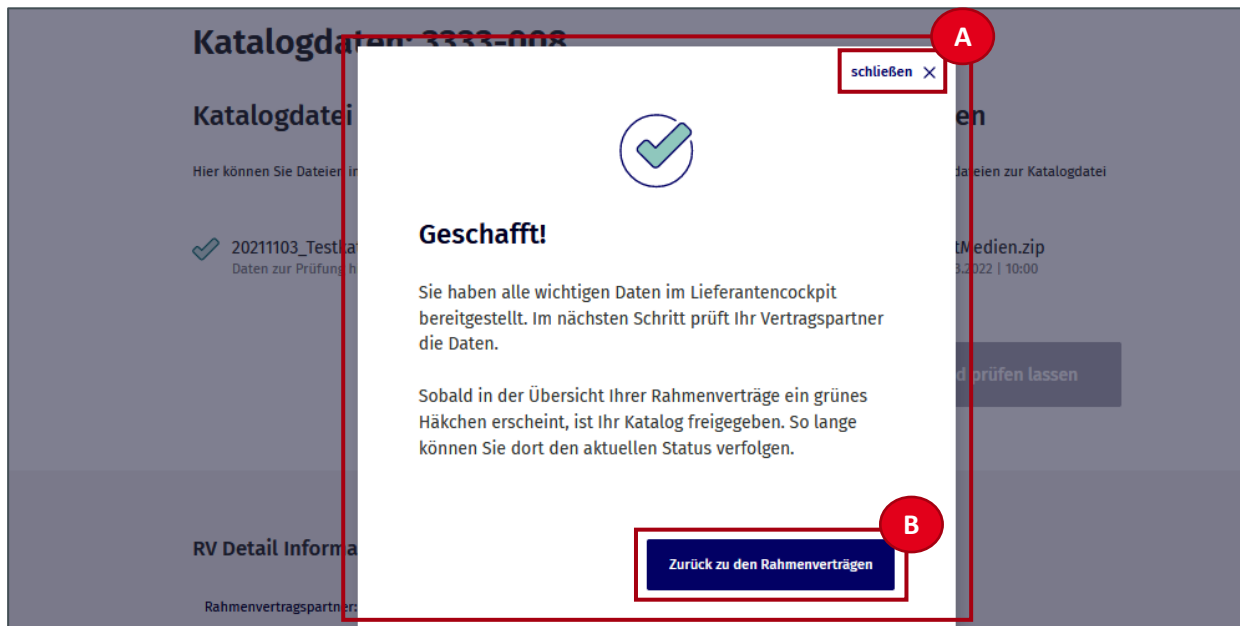 Katalogdaten: 3333-008
A
schließen
Katalogdatei
en
Hier können Sie Dateien in
dateien zur Katalogdatei
Geschafft!
20211103_Testka
tMedien.zip
Daten zur Prüfung h
.2022 | 10:00
Sie haben alle wichtigen Daten im Lieferantencockpit
bereitgestellt. Im nächsten Schritt prüft Ihr Vertragspartner
die Daten.
d prüfen lassen
Sobald in der Übersicht Ihrer Rahmenverträge ein grünes
Häkchen erscheint, ist Ihr Katalog freigegeben. So lange
können Sie dort den aktuellen Status verfolgen.
B
RV Detail Informa
Zurück zu den Rahmenverträgen
Rahmenvertragspartner: